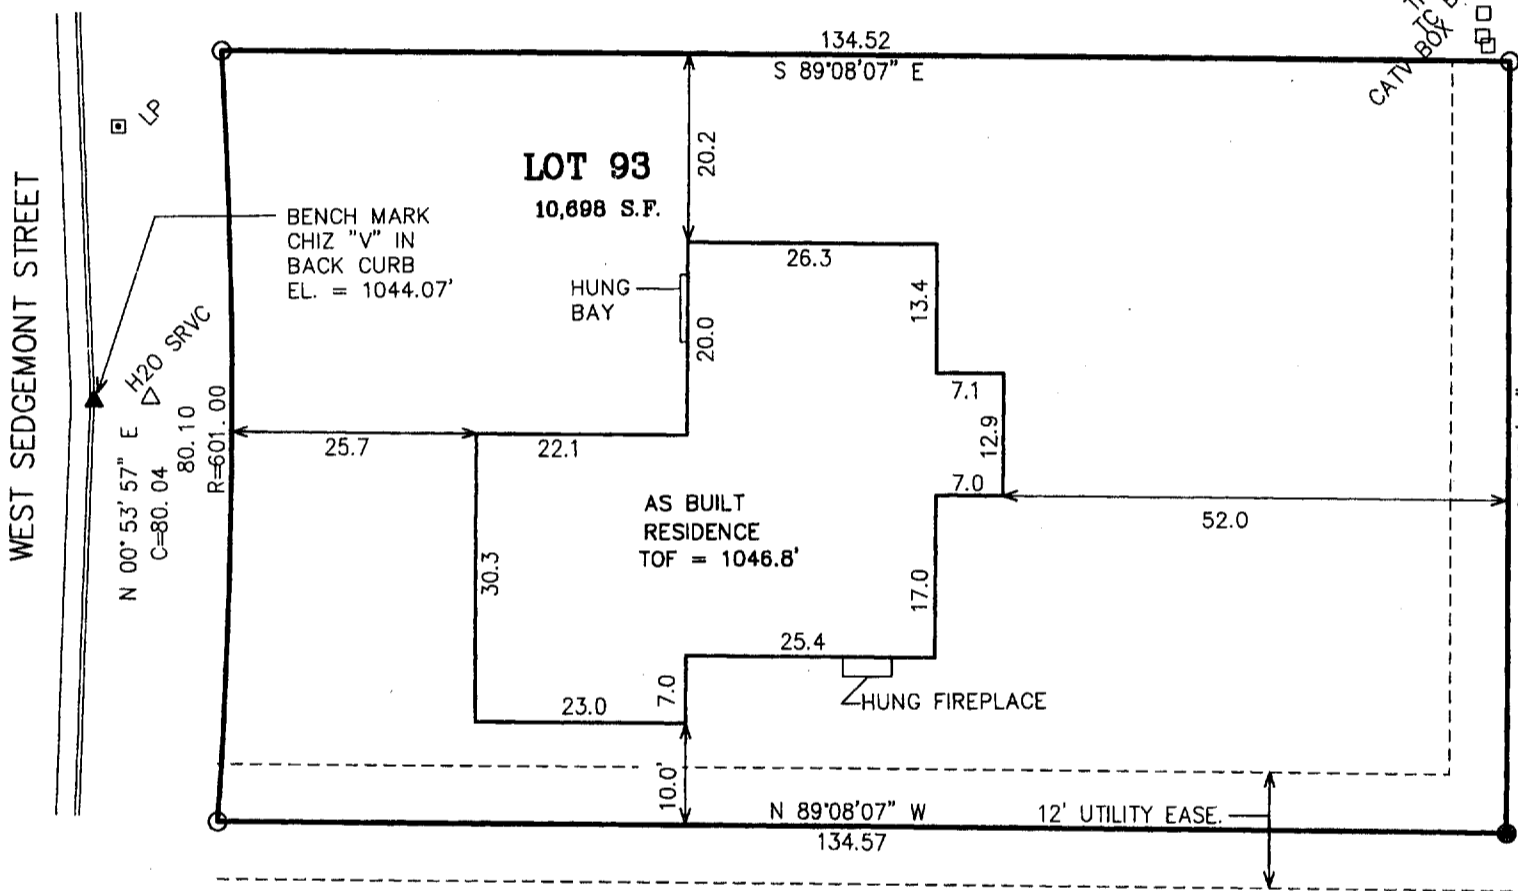 134.52
S 89°08'07" E
CATV BOX
LP
20.2
LOT 93
10,698 S.F.
WEST SEDGEMONT STREET
BENCH MARK
CHIZ "V" IN
BACK CURB
EL. = 1044.07'
HUNG
BAY
26.3
13.4
20.0
H2O SRVC
7.1
12.9
N 00°53'57" E
C=80.04
80.10
R=601.00
25.7
22.1
7.0
52.0
AS BUILT
RESIDENCE
TOF = 1046.8'
30.3
17.0
25.4
7.0
HUNG FIREPLACE
23.0
10.0'
N 89°08'07" W
134.57
12' UTILITY EASE.